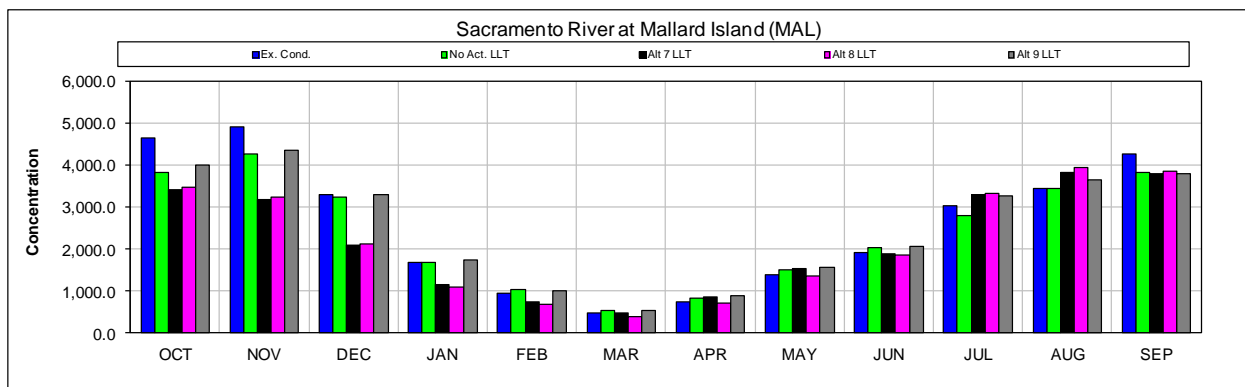 Sacramento River at Mallard Island (MAL)
Ex. Cond. No Act. LLT Alt 7 LLT Alt 8 LLT Alt 9 LLT
Concentration
6,000.0
5,000.0
4,000.0
3,000.0
2,000.0
1,000.0
0.0
OCT NOV DEC JAN FEB MAR APR MAY JUN JUL AUG SEP